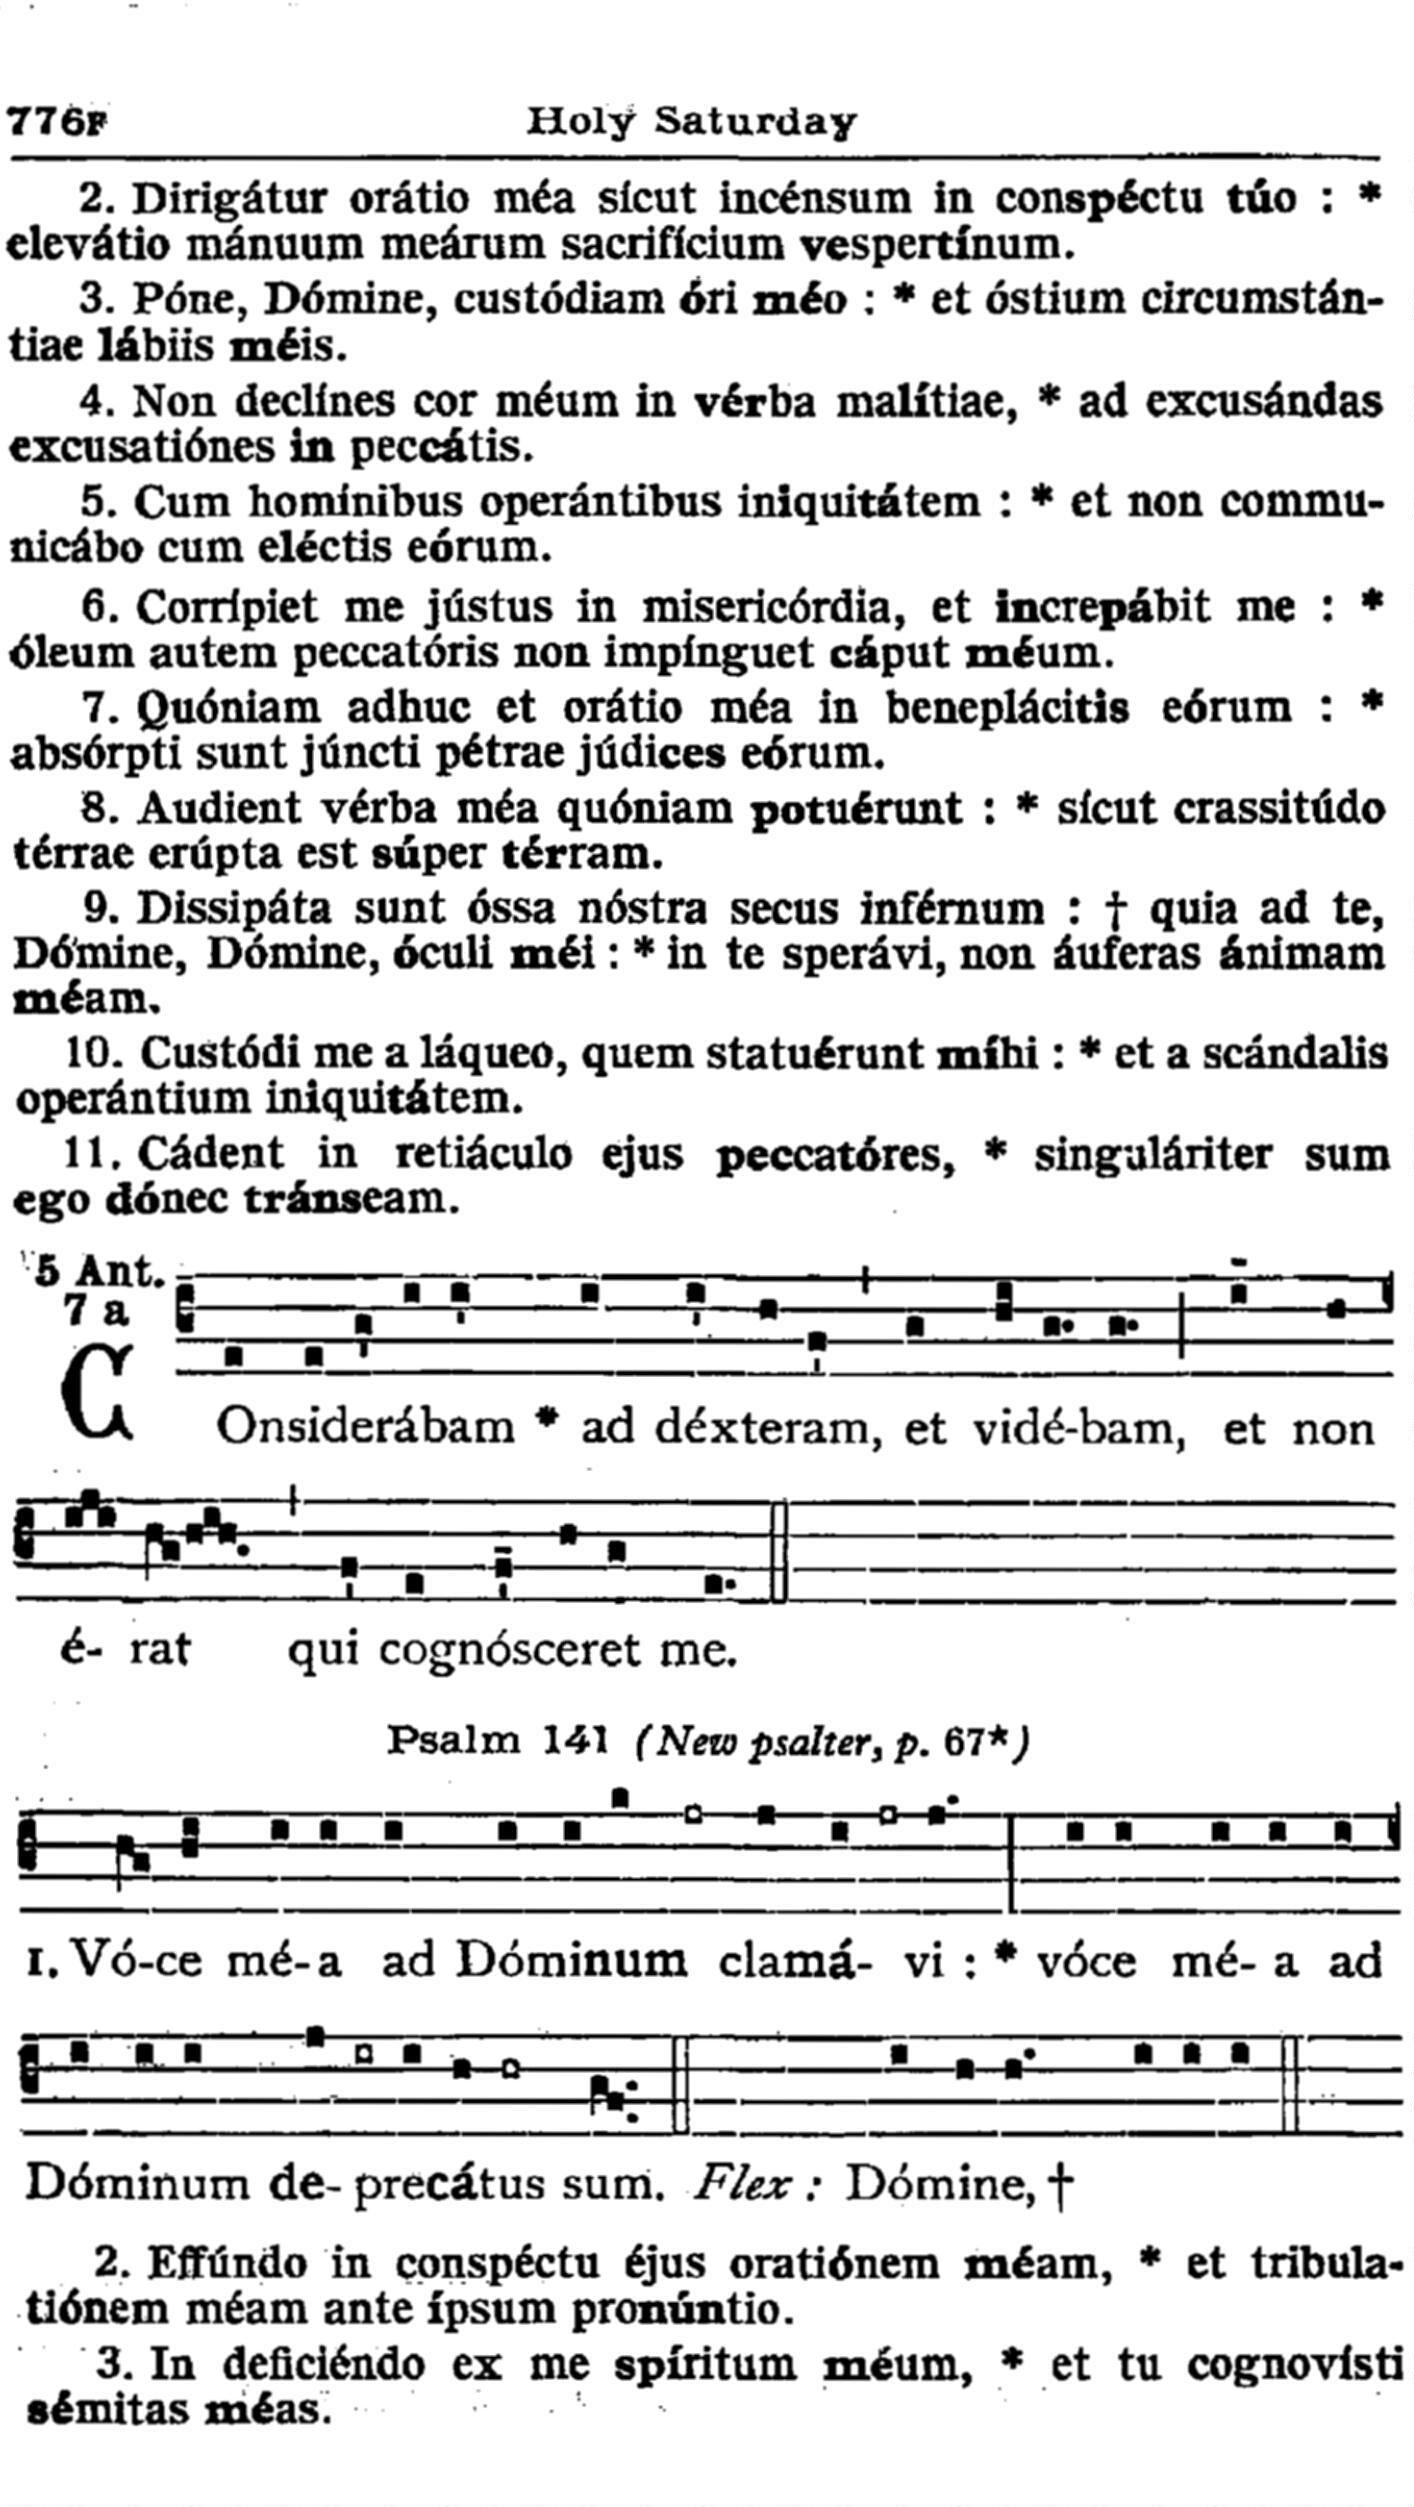 776F Holy Saturday
2. Dirigátur orátio méa sícut incénsum in conspéctu túo : *
elevátio mánuum meárum sacrifícium vespertínum.
3. Póne, Dómine, custódiam óri méo : * et óstium circumstán-
tiae lábiis méis.
4. Non declínes cor méum in vérba malítiae, * ad excusándas
excusatiónes in peccátis.
5. Cum homínibus operántibus iniquitátem : * et non commu-
nicábo cum eléctis eórum.
6. Corrípiet me jústus in misericórdia, et increpábit me : *
óleum autem peccatóris non impínguet cáput méum.
7. Quóniam adhuc et orátio méa in beneplácitis eórum : *
absórpti sunt júncti pétrae júdices eórum.
8. Audient vérba méa quóniam potuérunt : * sícut crassitúdo
térrae erúpta est súper térram.
9. Dissipáta sunt óssa nóstra secus inférnum : † quia ad te,
Dómine, Dómine, óculi méi : * in te sperávi, non áuferas ánimam
méam.
10. Custódi me a láqueo, quem statuérunt míhi : * et a scándalis
operántium iniquitátem.
11. Cádent in retiáculo ejus peccatóres, * singuláriter sum
ego dónec tránseam.
5 Ant.
7 a
COnsiderábam * ad déxteram, et vidé-bam, et non
é- rat qui cognósceret me.
Psalm 141 (New psalter, p. 67*)
1. Vó-ce mé-a ad Dóminum clamá- vi : * vóce mé- a ad
Dóminum de- precátus sum. Flex : Dómine, †
2. Effúndo in conspéctu éjus oratiónem méam, * et tribula-
tiónem méam ante ípsum pronúntio.
3. In deficiéndo ex me spíritum méum, * et tu cognovísti
sémitas méas.